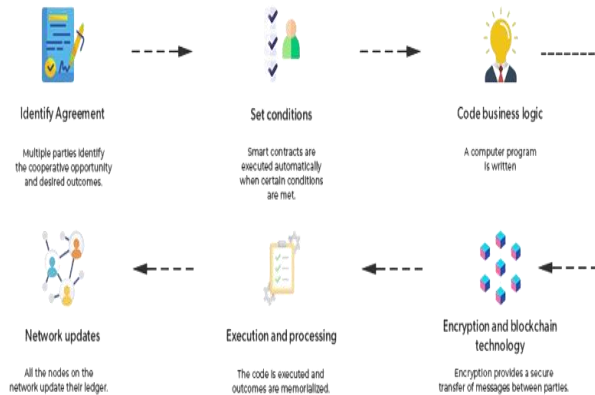 Identify Agreement
Multiple parties identify
the cooperative opportunity
and desired outcomes.
Set conditions
Smart contracts are
executed automatically
when certain conditions
are met.
Code business logic
A computer program
is written
Encryption and blockchain
technology
Encryption provides a secure
transfer of messages between parties.
Execution and processing
The code is executed and
outcomes are memorialized.
Network updates
All the nodes on the
network update their ledger.